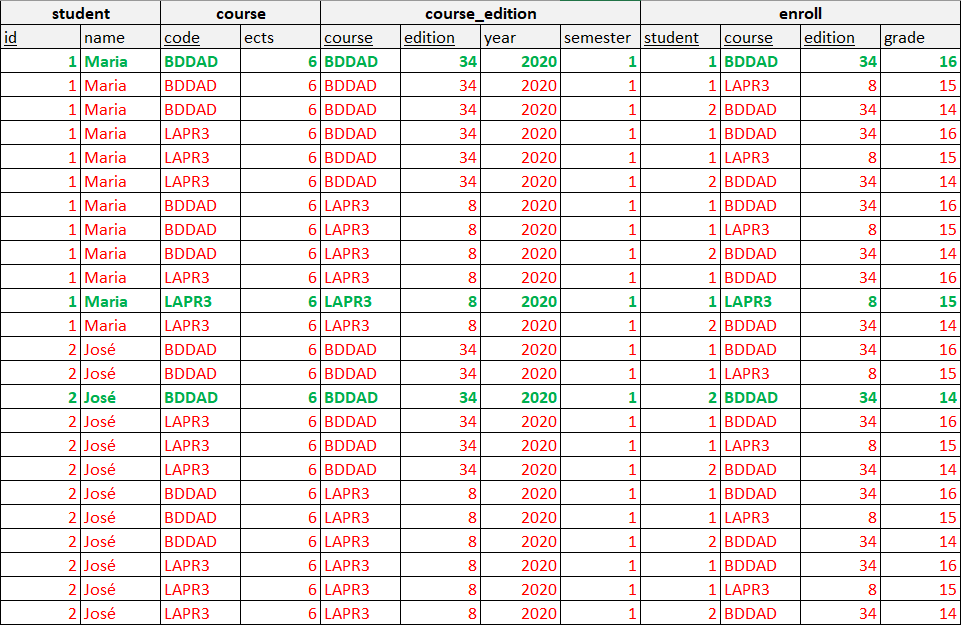 student course course_edition enroll
id name code ects course edition year semester student course edition grade
1 Maria BDDAD 6 BDDAD 34 2020 1 1 BDDAD 34 16
1 Maria BDDAD 6 BDDAD 34 2020 1 1 LAPR3 8 15
1 Maria BDDAD 6 BDDAD 34 2020 1 2 BDDAD 34 14
1 Maria LAPR3 6 BDDAD 34 2020 1 1 BDDAD 34 16
1 Maria LAPR3 6 BDDAD 34 2020 1 1 LAPR3 8 15
1 Maria LAPR3 6 BDDAD 34 2020 1 2 BDDAD 34 14
1 Maria BDDAD 6 LAPR3 8 2020 1 1 BDDAD 34 16
1 Maria BDDAD 6 LAPR3 8 2020 1 1 LAPR3 8 15
1 Maria BDDAD 6 LAPR3 8 2020 1 2 BDDAD 34 14
1 Maria LAPR3 6 LAPR3 8 2020 1 1 BDDAD 34 16
1 Maria LAPR3 6 LAPR3 8 2020 1 1 LAPR3 8 15
1 Maria LAPR3 6 LAPR3 8 2020 1 2 BDDAD 34 14
2 José BDDAD 6 BDDAD 34 2020 1 1 BDDAD 34 16
2 José BDDAD 6 BDDAD 34 2020 1 1 LAPR3 8 15
2 José BDDAD 6 BDDAD 34 2020 1 2 BDDAD 34 14
2 José LAPR3 6 BDDAD 34 2020 1 1 BDDAD 34 16
2 José LAPR3 6 BDDAD 34 2020 1 1 LAPR3 8 15
2 José LAPR3 6 BDDAD 34 2020 1 2 BDDAD 34 14
2 José BDDAD 6 LAPR3 8 2020 1 1 BDDAD 34 16
2 José BDDAD 6 LAPR3 8 2020 1 1 LAPR3 8 15
2 José BDDAD 6 LAPR3 8 2020 1 2 BDDAD 34 14
2 José LAPR3 6 LAPR3 8 2020 1 1 BDDAD 34 16
2 José LAPR3 6 LAPR3 8 2020 1 1 LAPR3 8 15
2 José LAPR3 6 LAPR3 8 2020 1 2 BDDAD 34 14